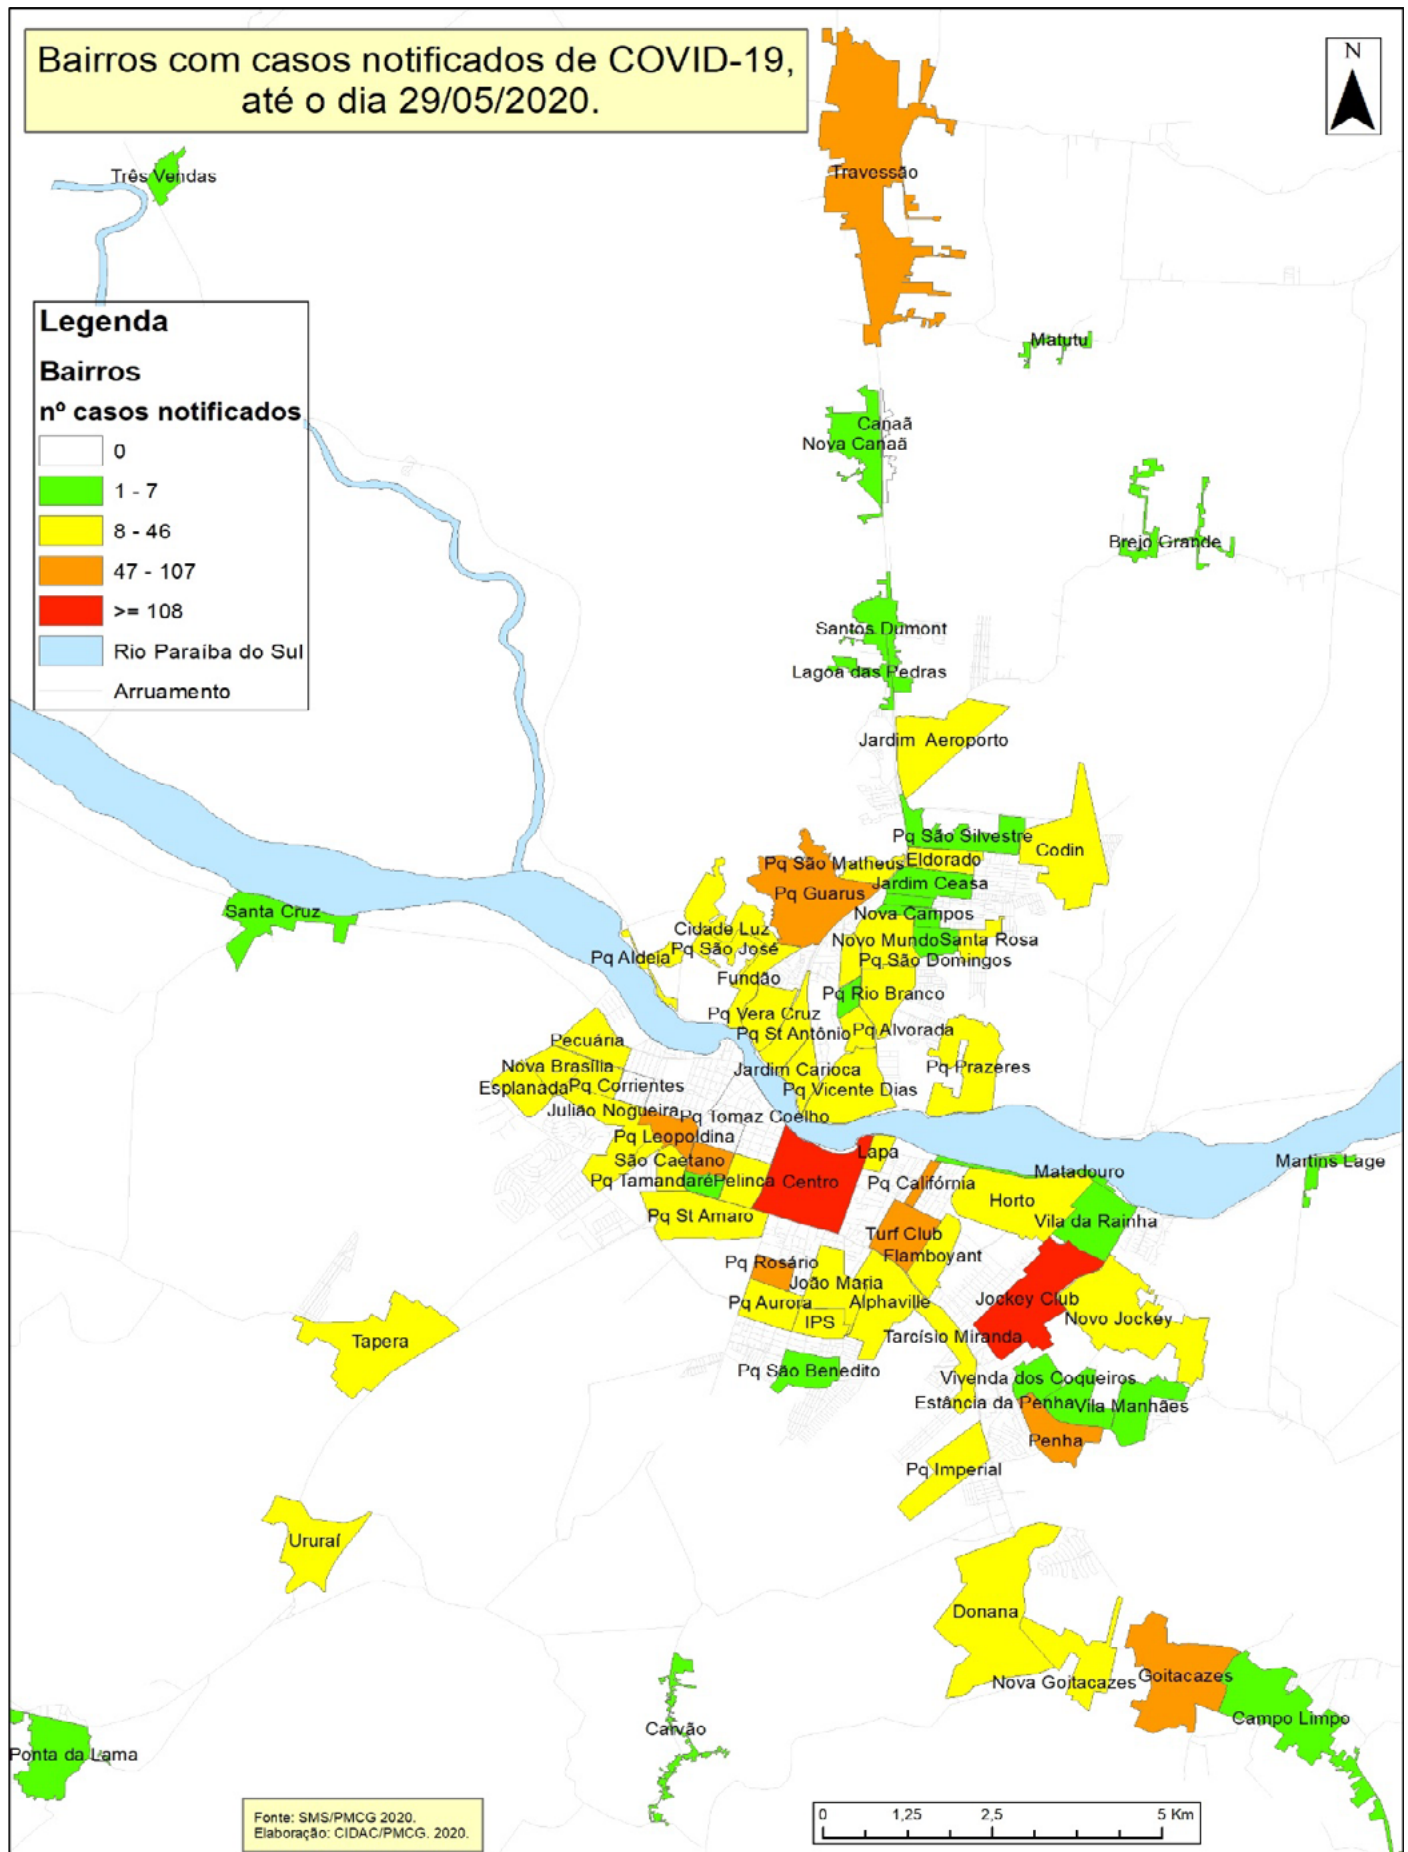 Bairros com casos notificados de COVID-19,
até o dia 29/05/2020.
N
Três Vendas
Travessão
Legenda
Bairros
nº casos notificados
0
1 - 7
8 - 46
47 - 107
>= 108
Rio Paraíba do Sul
Arruamento
Matutu
Canaã
Nova Canaã
Brejo Grande
Santos Dumont
Lagoa das Pedras
Jardim Aeroporto
Pq São Silvestre
Codin
Pq São Matheus
Eldorado
Jardim Ceasa
Pq Guarus
Santa Cruz
Nova Campos
Cidade Luz
Novo Mundo
Santa Rosa
Pq São José
Pq Aldeia
Pq São Domingos
Fundão
Pq Rio Branco
Pq Vera Cruz
Pq St Antônio
Pq Alvorada
Pecuária
Nova Brasília
Jardim Carioca
Pq Prazeres
Esplanada
Pq Corrientes
Pq Vicente Dias
Julião Nogueira
Pq Tomaz Coelho
Pq Leopoldina
Lapa
São Caetano
Martins Lage
Matadouro
Pq Tamandaré
Pelinca
Centro
Pq Califórnia
Horto
Pq St Amaro
Vila da Rainha
Turf Club
Flamboyant
Pq Rosário
João Maria
Jockey Club
Pq Aurora
Alphaville
IPS
Novo Jockey
Tapera
Tarcísio Miranda
Pq São Benedito
Vivenda dos Coqueiros
Estância da Penha
Vila Manhães
Penha
Pq Imperial
Ururaí
Donana
Nova Goitacazes
Goitacazes
Campo Limpo
Carvão
Ponta da Lama
Fonte: SMS/PMCG 2020.
Elaboração: CIDAC/PMCG. 2020.
0 1,25 2,5 5 Km